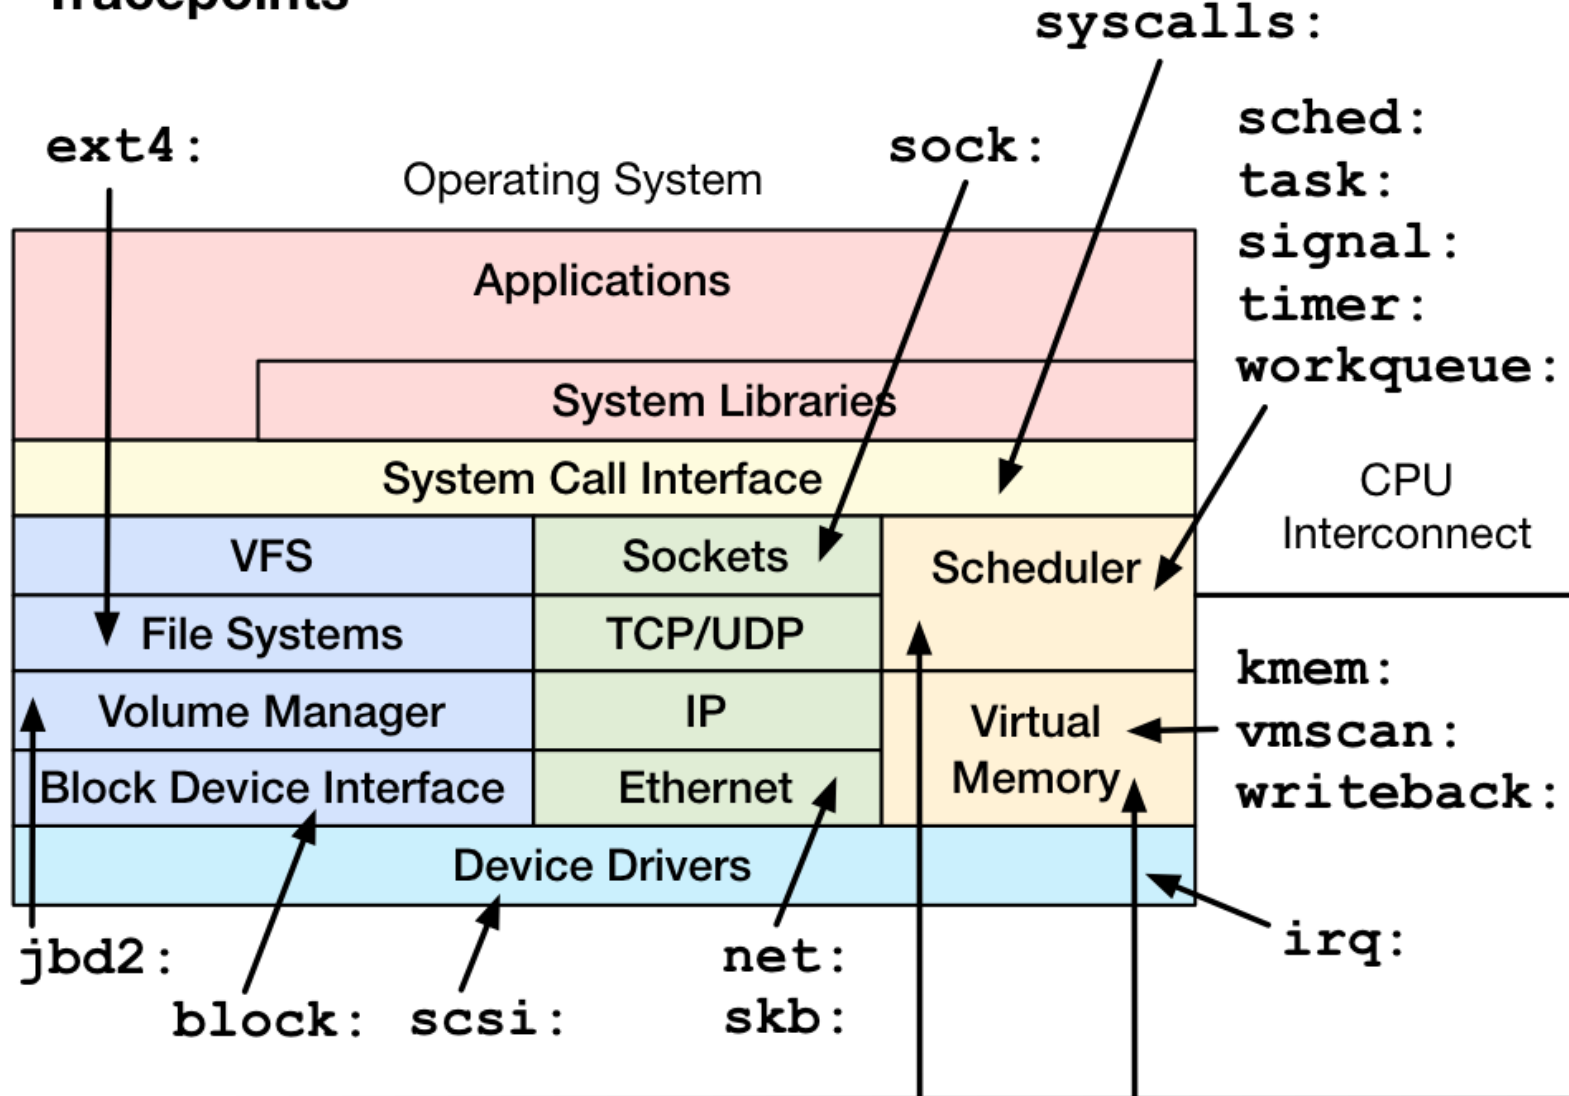 Tracepoints
syscalls:
ext4:
sock:
sched:
task:
signal:
timer:
workqueue:
Operating System
Applications
System Libraries
System Call Interface
CPU
Interconnect
VFS
Sockets
Scheduler
File Systems
TCP/UDP
Volume Manager
IP
Virtual
Memory
Block Device Interface
Ethernet
kmem:
vmscan:
writeback:
Device Drivers
irq:
jbd2:
block:
scsi:
net:
skb: